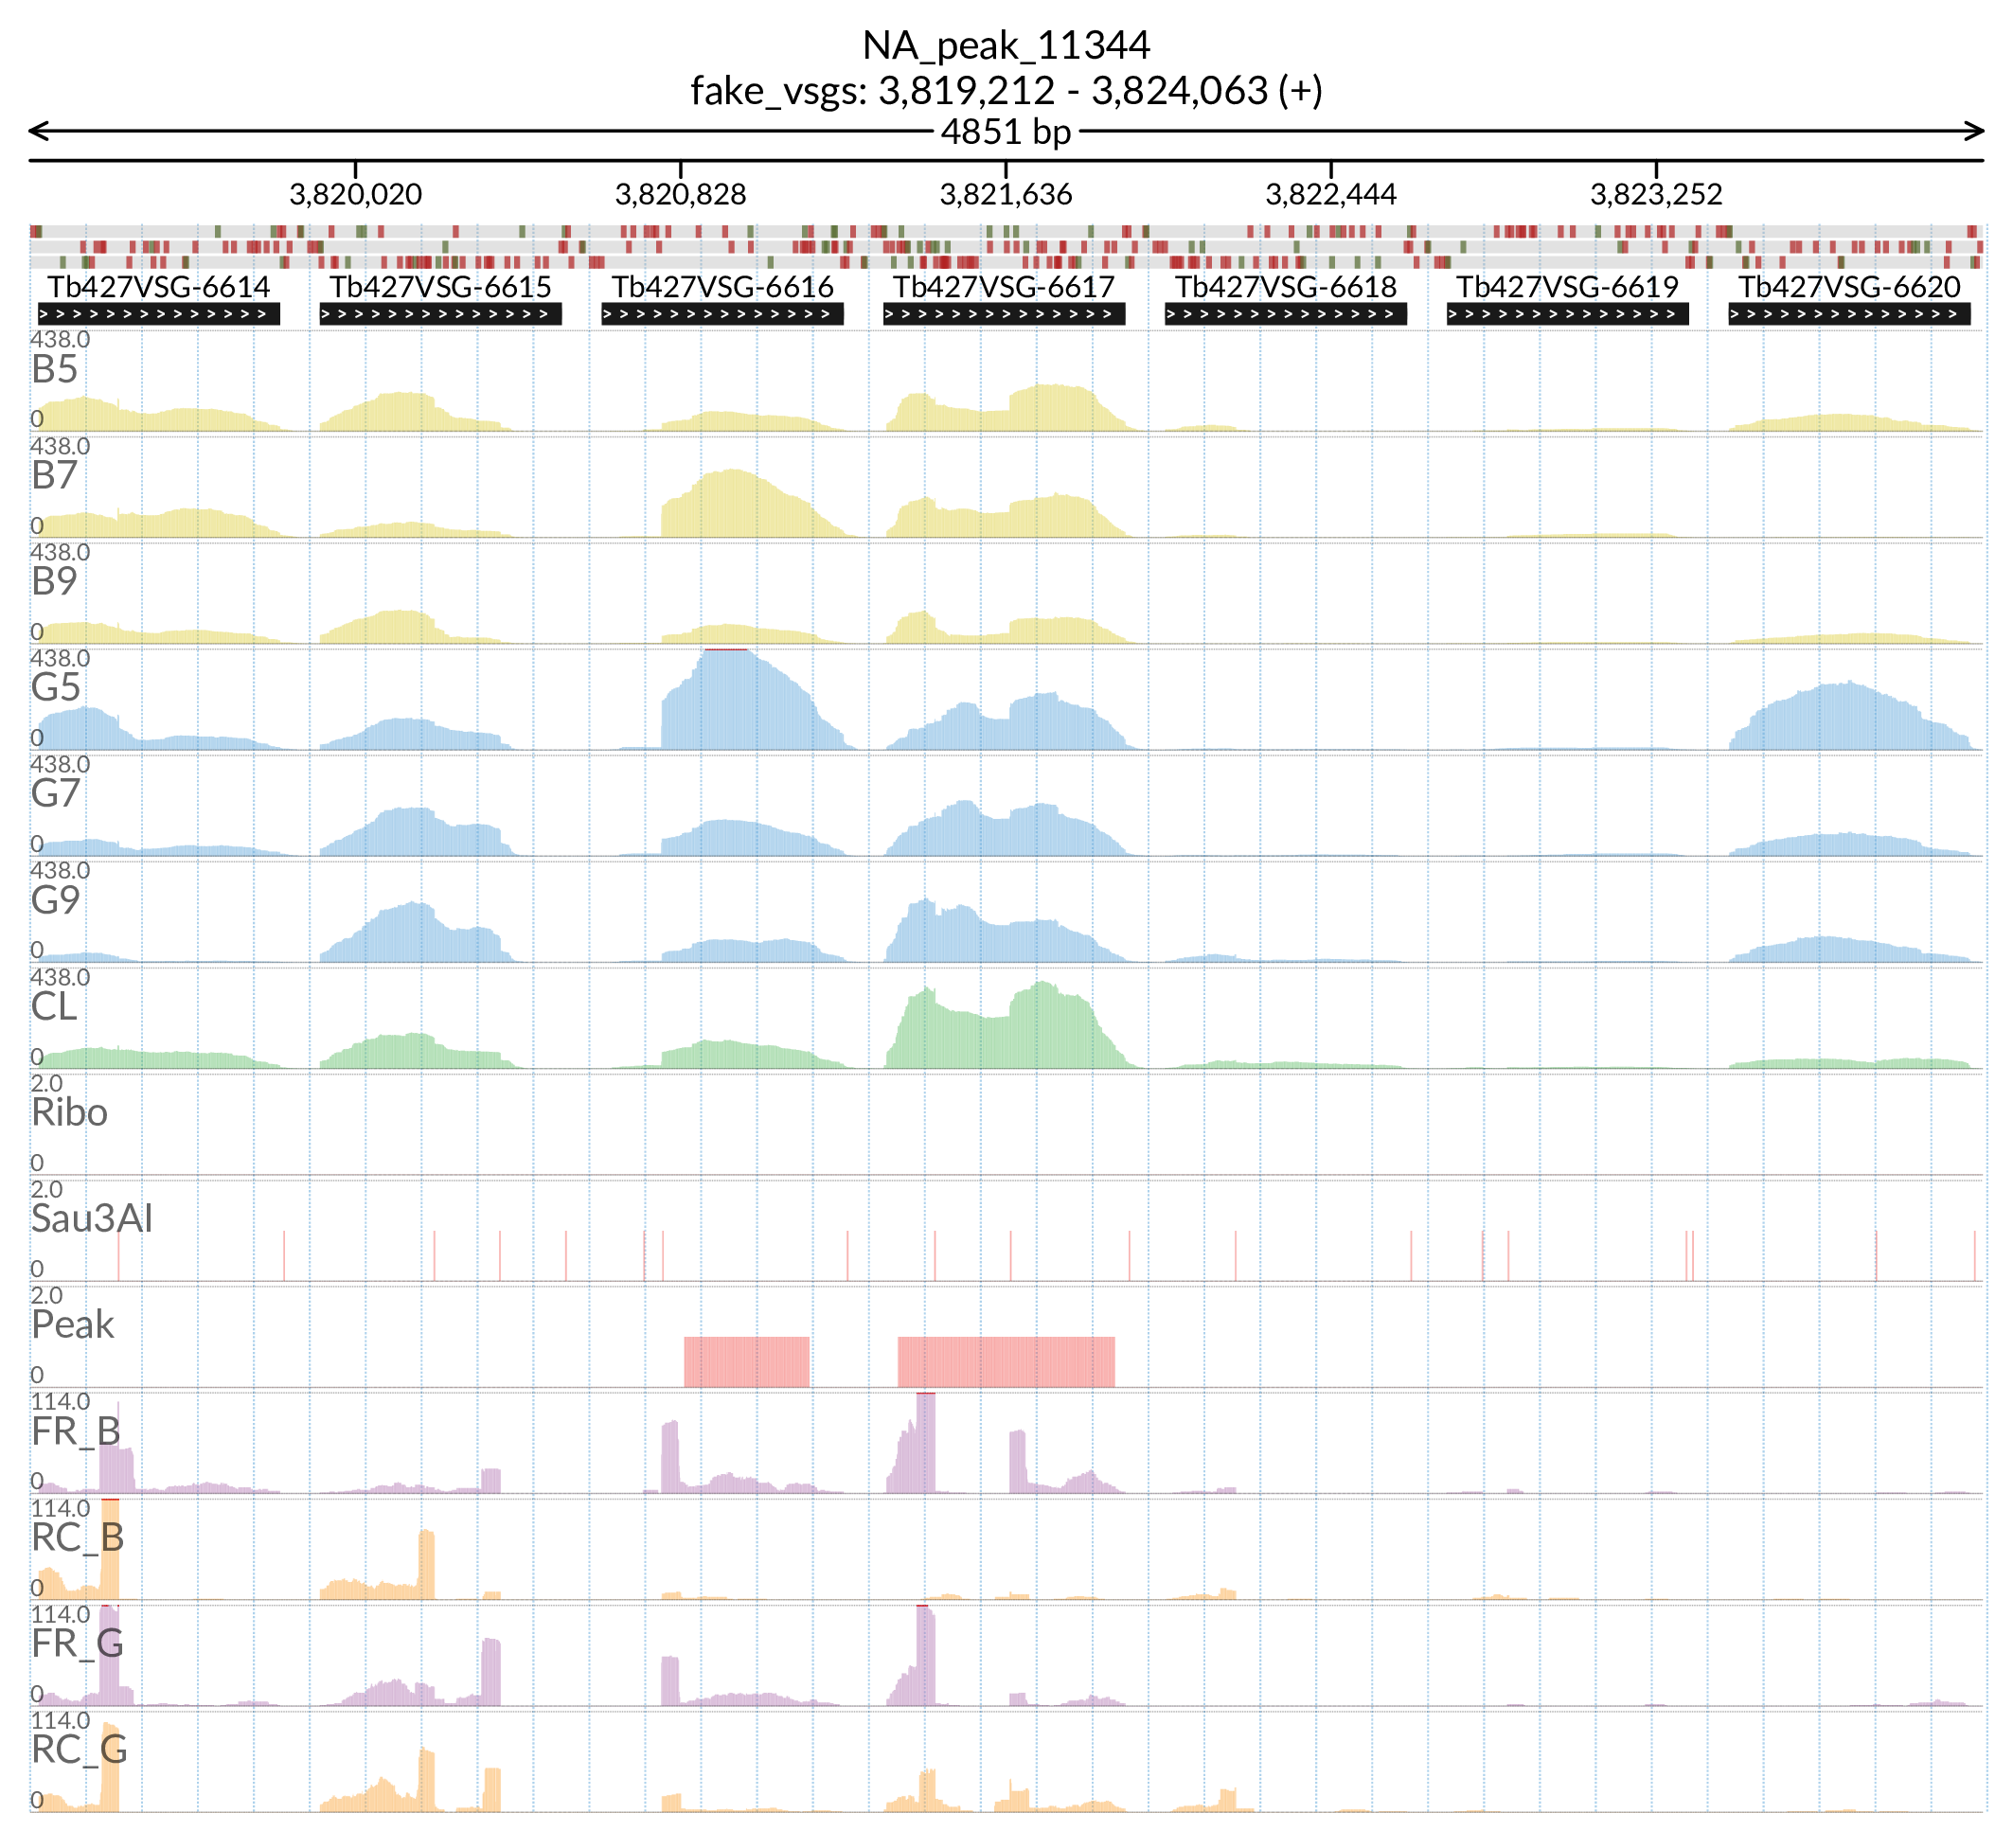 NA_peak_11344
fake_vsgs: 3,819,212 - 3,824,063 (+)
4851 bp
3,820,020 3,820,828 3,821,636 3,822,444 3,823,252
Tb427VSG-6614 Tb427VSG-6615 Tb427VSG-6616 Tb427VSG-6617 Tb427VSG-6618 Tb427VSG-6619 Tb427VSG-6620
438.0
B5
0
438.0
B7
0
438.0
B9
0
438.0
G5
0
438.0
G7
0
438.0
G9
0
438.0
CL
0
2.0
Ribo
0
2.0
Sau3AI
0
2.0
Peak
0
114.0
FR_B
0
114.0
RC_B
0
114.0
FR_G
0
114.0
RC_G
0